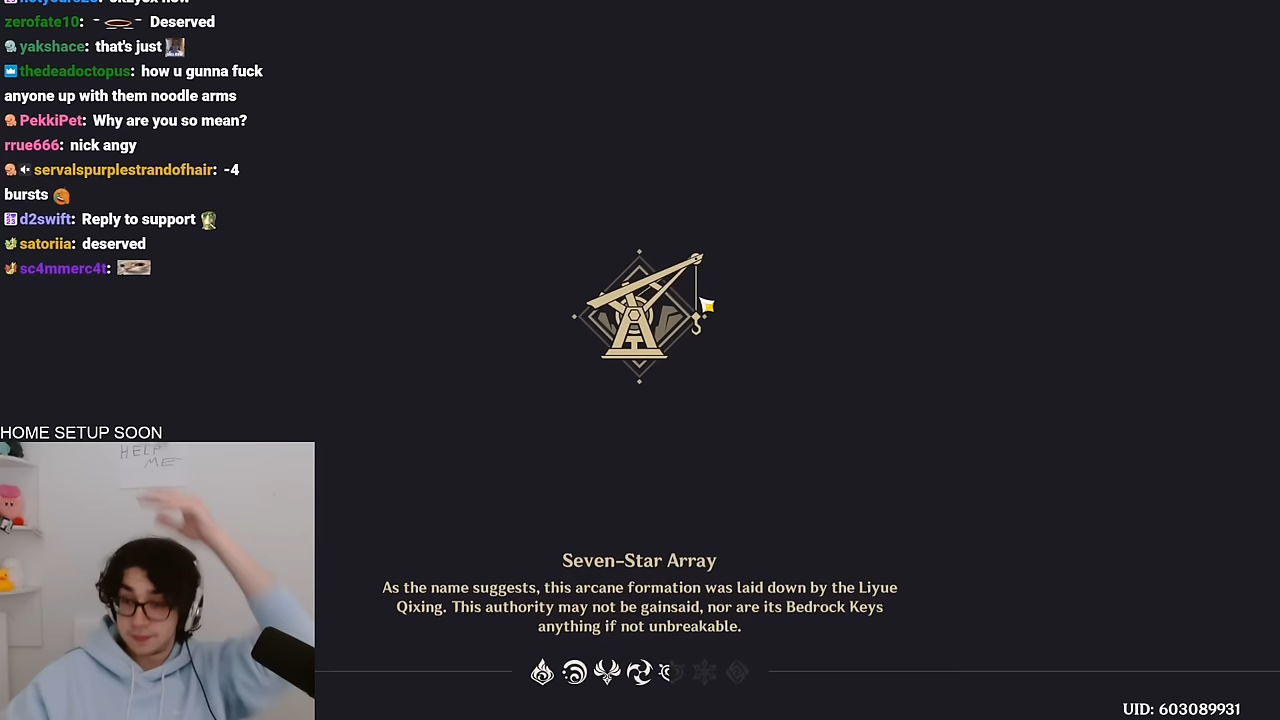 zerofate10: Deserved
yakshace: that's just
thedeadoctopus: how u gunna fuck
anyone up with them noodle arms
PekkiPet: Why are you so mean?
rrue666: nick angy
servalspurplestrandofhair: -4
bursts
d2swift: Reply to support
satoriia: deserved
sc4mmerc4t:
HOME SETUP SOON
HELP
ME
Seven-Star Array
As the name suggests, this arcane formation was laid down by the Liyue
Qixing. This authority may not be gainsaid, nor are its Bedrock Keys
anything if not unbreakable.
UID: 603089931